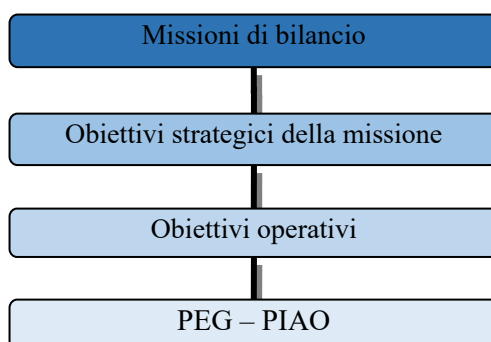 Missioni di bilancio
Obiettivi strategici della missione
Obiettivi operativi
PEG – PIAO